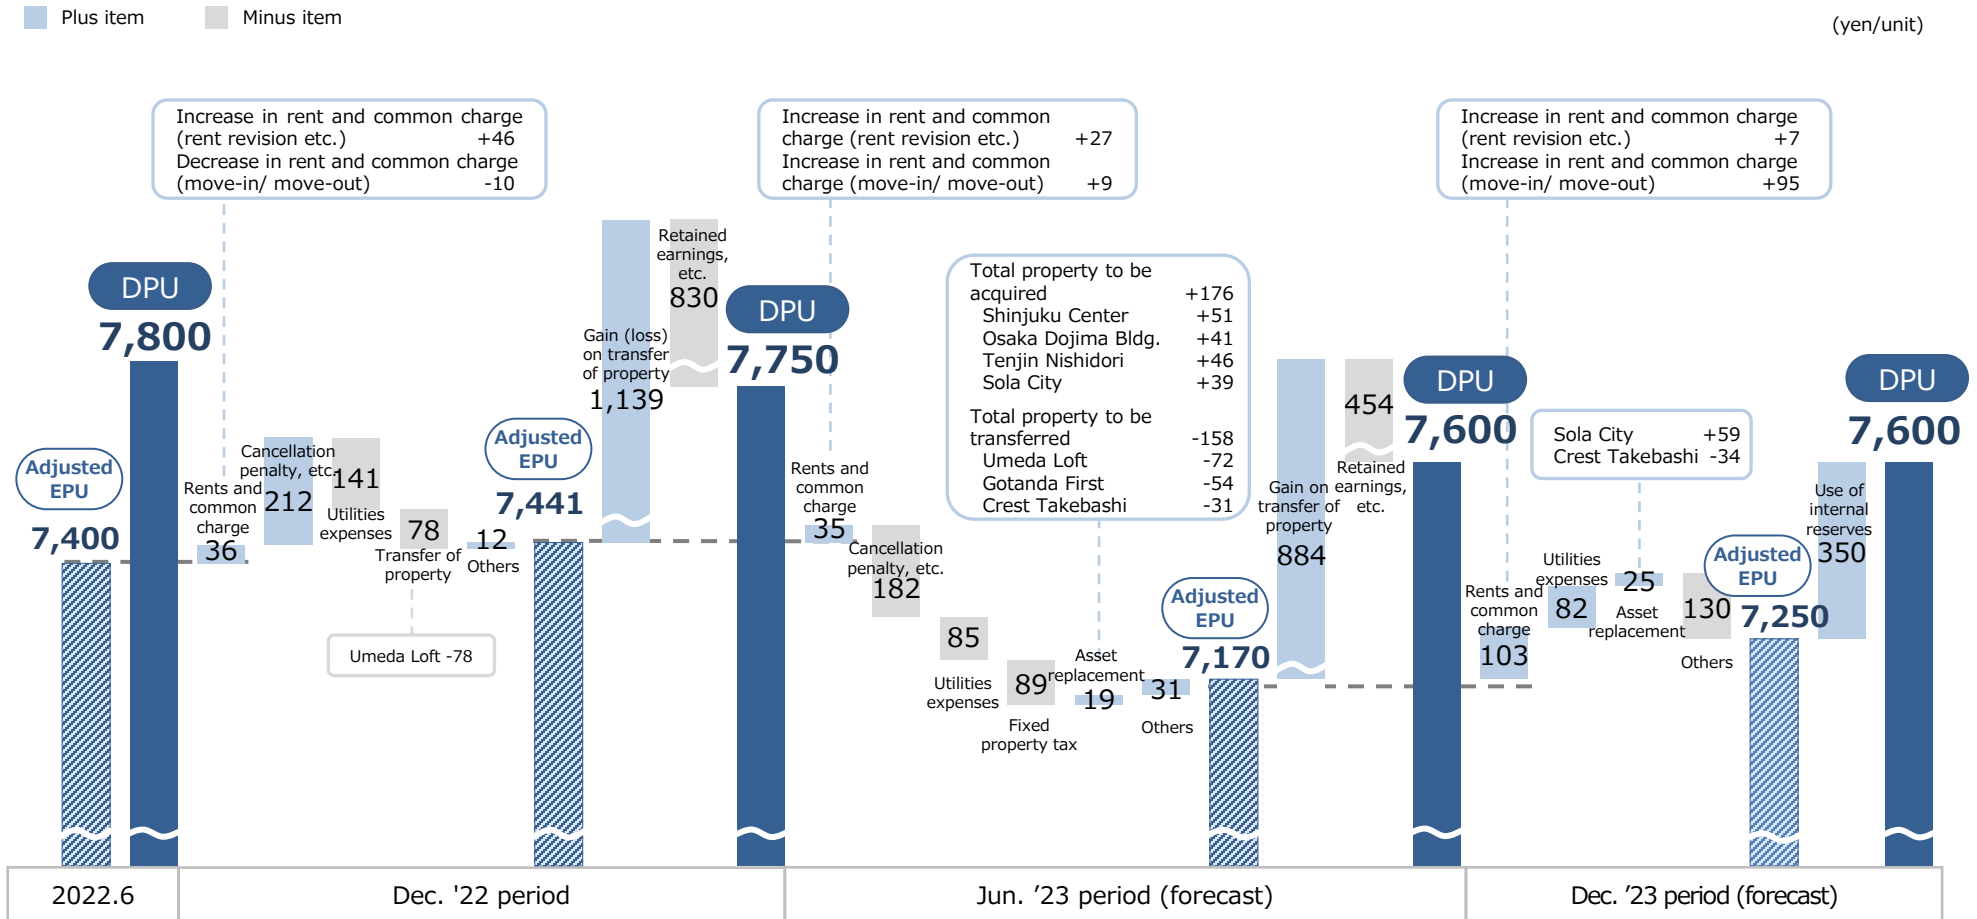 Plus item
Minus item
(yen/unit)
Increase in rent and common charge
(rent revision etc.) +46
Decrease in rent and common charge
(move-in/ move-out) -10
Increase in rent and common
charge (rent revision etc.) +27
Increase in rent and common
charge (move-in/ move-out) +9
Increase in rent and common charge
(rent revision etc.) +7
Increase in rent and common charge
(move-in/ move-out) +95
Adjusted
EPU
7,400
DPU
7,800
Rents and
common
charge
36
Cancellation
penalty, etc.
212
141
Utilities
expenses
78
Transfer of
property
Umeda Loft -78
12
Others
Adjusted
EPU
7,441
Gain (loss)
on transfer
of property
1,139
Retained
earnings,
etc.
830
DPU
7,750
Rents and
common
charge
35
Cancellation
penalty, etc.
182
85
Utilities
expenses
89
Fixed
property tax
Total property to be
acquired +176
Shinjuku Center +51
Osaka Dojima Bldg. +41
Tenjin Nishidori +46
Sola City +39
Total property to be
transferred -158
Umeda Loft -72
Gotanda First -54
Crest Takebashi -31
Asset
replacement
19
31
Others
Adjusted
EPU
7,170
Gain on
transfer of
property
884
454
Retained
earnings,
etc.
DPU
7,600
Rents and
common
charge
103
Utilities
expenses
82
Sola City +59
Crest Takebashi -34
25
Asset
replacement
130
Others
Adjusted
EPU
7,250
Use of
internal
reserves
350
DPU
7,600
2022.6
Dec. '22 period
Jun. ’23 period (forecast)
Dec. ’23 period (forecast)